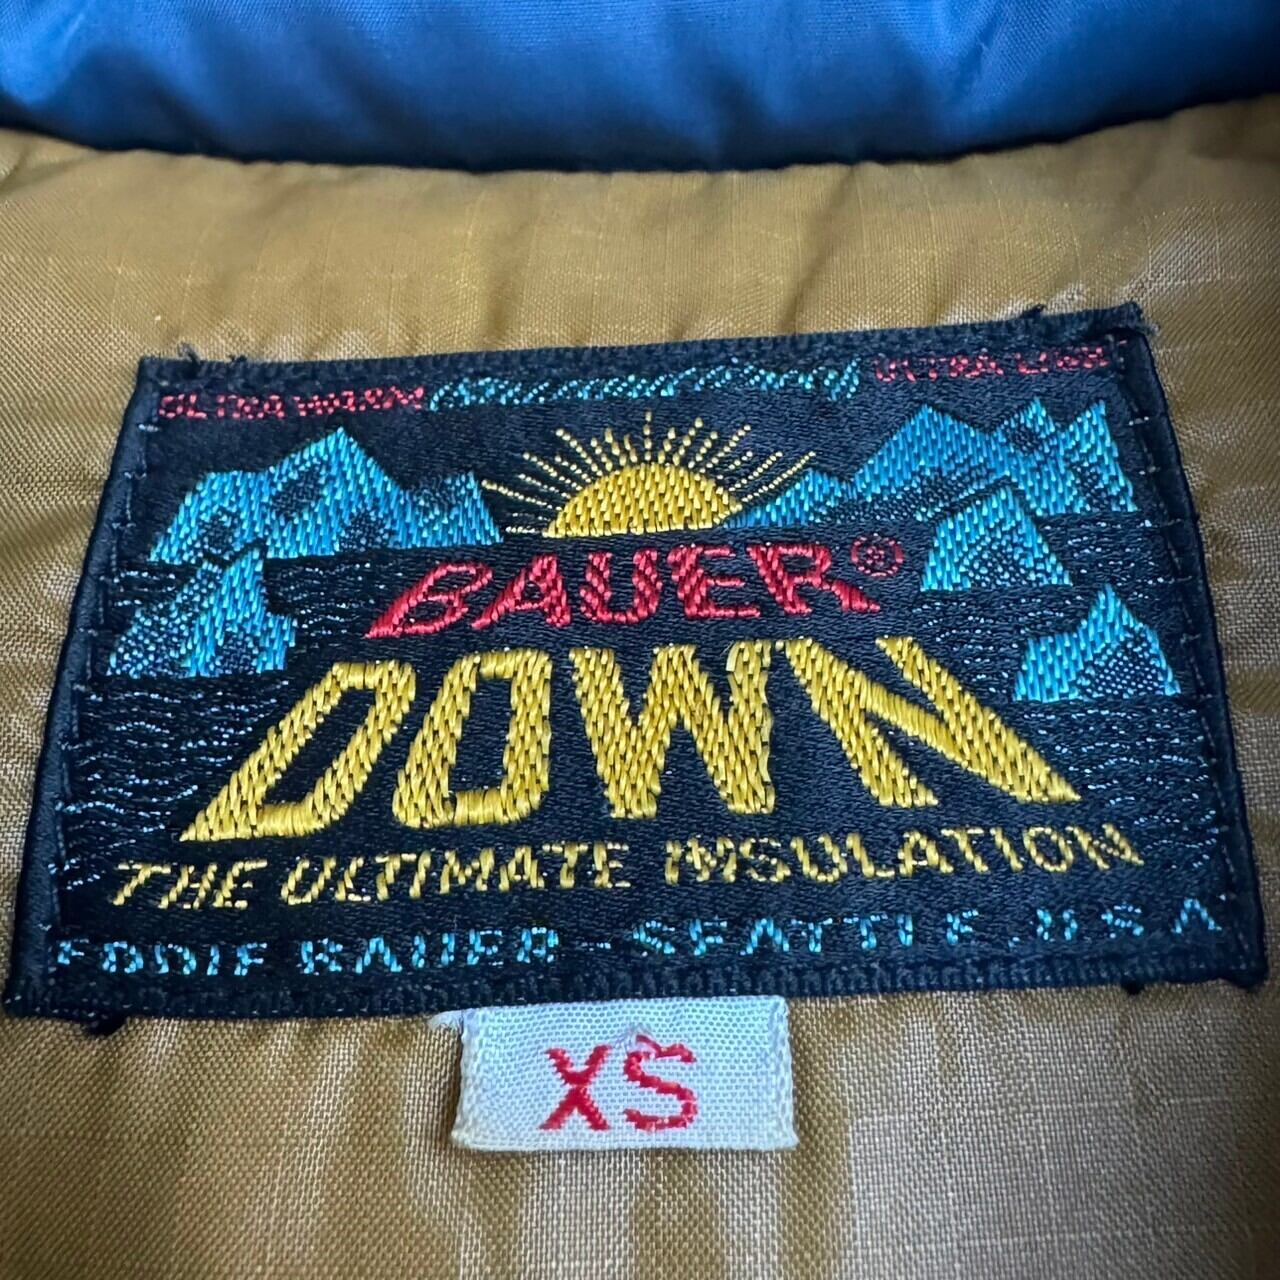 ULTRA WARM ULTRA LIGHT
BAUER®
DOWN
THE ULTIMATE INSULATION
EDDIE BAUER - SEATTLE U.S.A.
XS